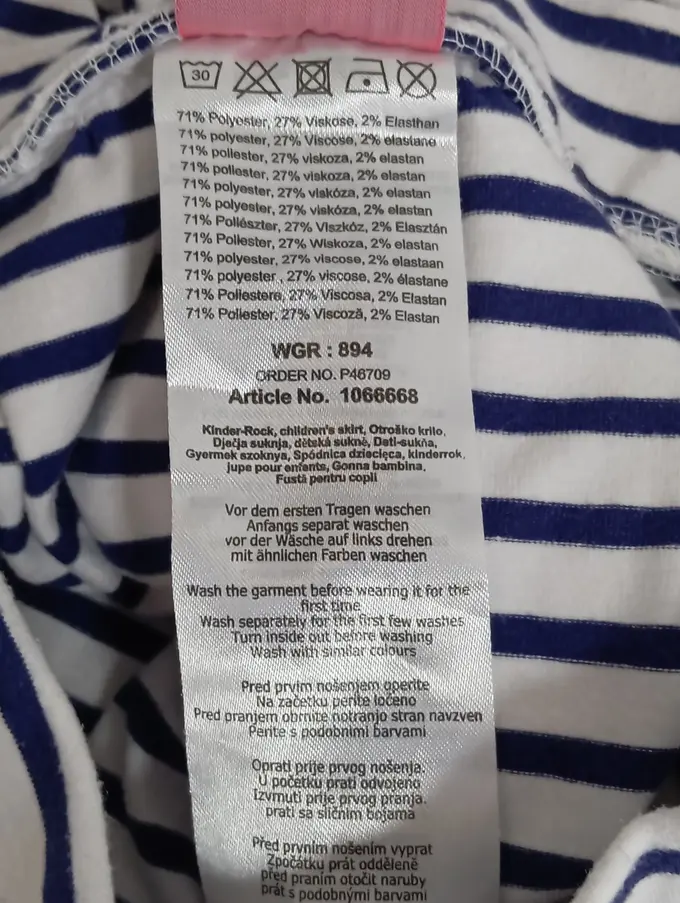 30
71% Polyester, 27% Viskose, 2% Elasthan
71% polyester, 27% Viscose, 2% elastane
71% poliester, 27% viskoza, 2% elastan
71% poliester, 27% viskoza, 2% elastan
71% polyester, 27% viskóza, 2% elastan
71% polyester, 27% viskóza, 2% elastan
71% Poliészter, 27% Viszkóz, 2% Elasztán
71% Poliester, 27% Wiskoza, 2% elastan
71% polyester, 27% viscose, 2% elastaan
71% polyester , 27% viscose, 2% élastane
71% Poliestere, 27% Viscosa, 2% Elastan
71% Poliester, 27% Viscoză, 2% Elastan
WGR : 894
ORDER NO. P46709
Article No. 1066668
Kinder-Rock, children's skirt, Otroško krilo,
Dječja suknja, dětská sukně, Deti-sukňa,
Gyermek szoknya, Spódnica dziecięca, kinderrok,
jupe pour enfants, Gonna bambina,
Fustă pentru copii
Vor dem ersten Tragen waschen
Anfangs separat waschen
vor der Wäsche auf links drehen
mit ähnlichen Farben waschen
Wash the garment before wearing it for the
first time
Wash separately for the first few washes
Turn inside out before washing
Wash with similar colours
Pred prvim nošenjem operite
Na začetku perite ločeno
Pred pranjem obrnite notranjo stran navzven
Perite s podobnimi barvami
Oprati prije prvog nošenja.
U početku prati odvojeno
Izvrnuti prije prvog pranja.
prati sa sličnim bojama
Před prvním nošením vyprat
Zpočátku prát odděleně
před praním otočit naruby
prát s podobnými barvami